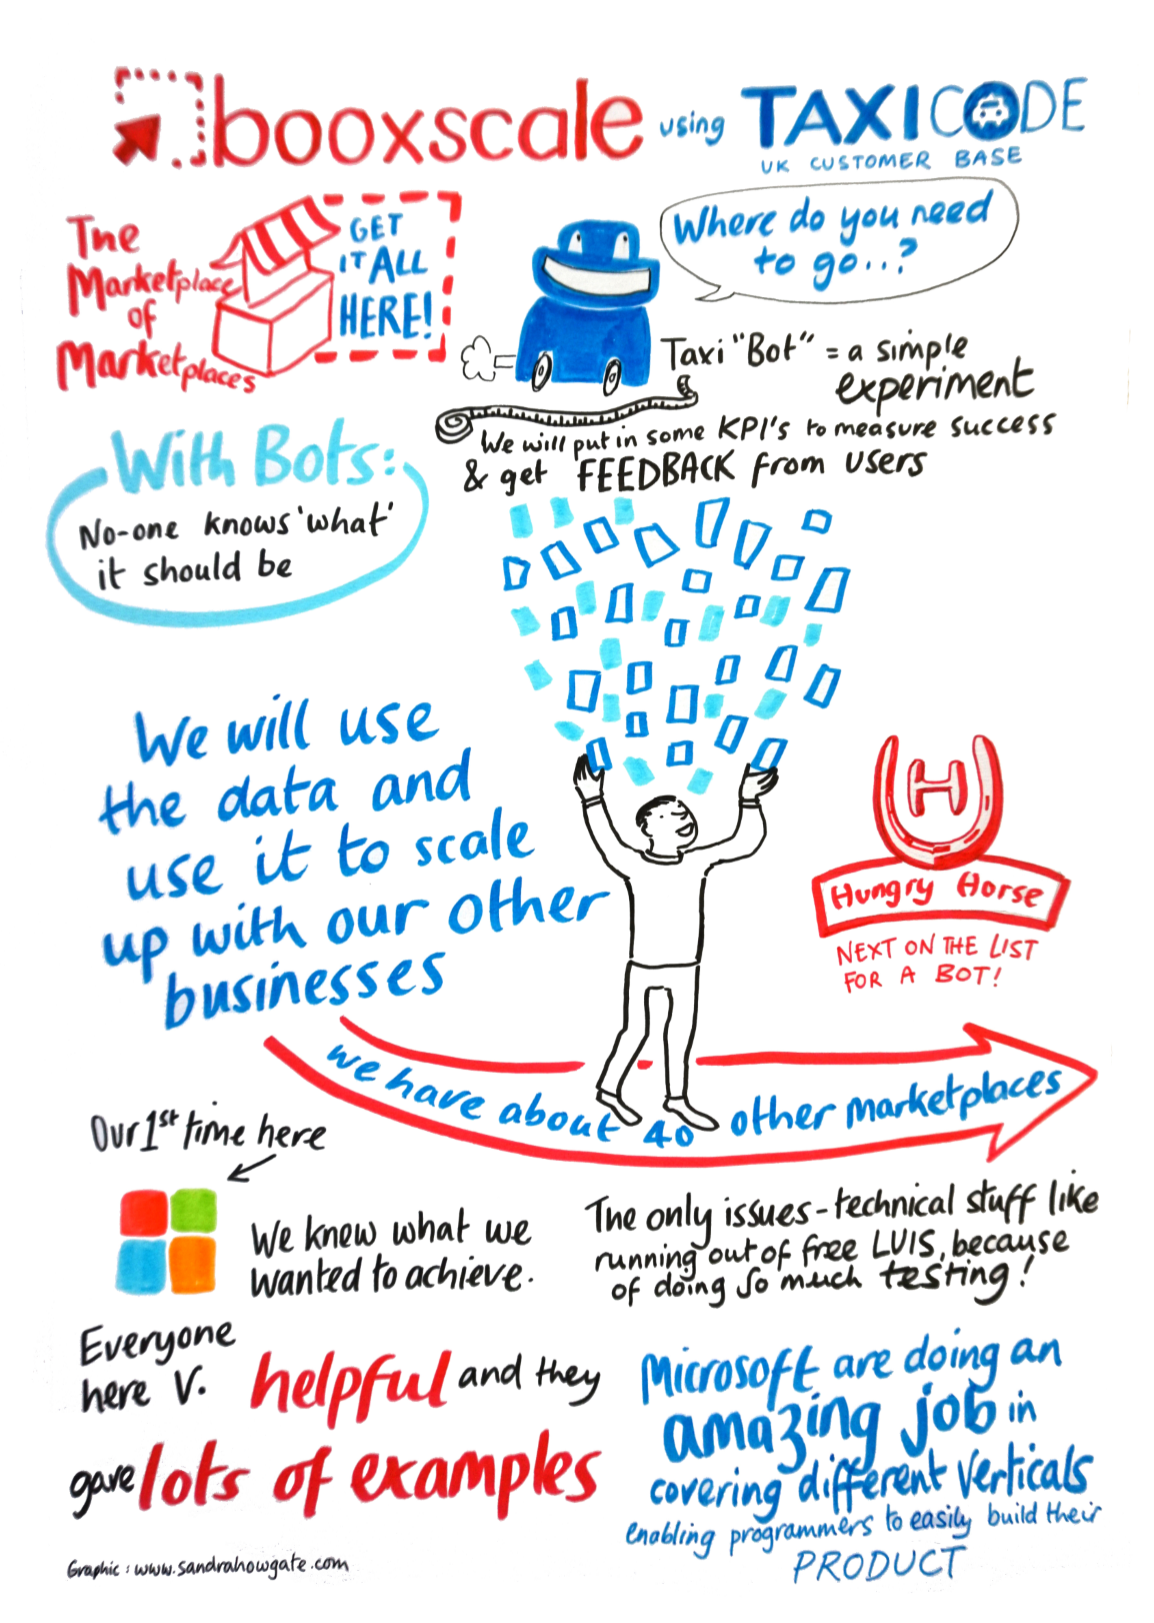 booxscale using TAXICODE
UK CUSTOMER BASE
The
Marketplace
of
Marketplaces
GET
IT ALL
HERE!
Where do you need
to go...?
Taxi "Bot" = a simple
experiment
We will put in some KPI's to measure success
& get FEEDBACK from users
With Bots:
No-one knows 'what'
it should be
We will use
the data and
use it to scale
up with our other
businesses
H
Hungry Horse
NEXT ON THE LIST
FOR A BOT!
we have about 40 other marketplaces
Our 1st time here
We knew what we
wanted to achieve.
The only issues - technical stuff like
running out of free LUIS, because
of doing so much testing!
Everyone
here V. helpful and they
gave lots of examples
Microsoft are doing an
amazing job in
covering different verticals
enabling programmers to easily build their
PRODUCT
Graphic: www.sandrahowgate.com